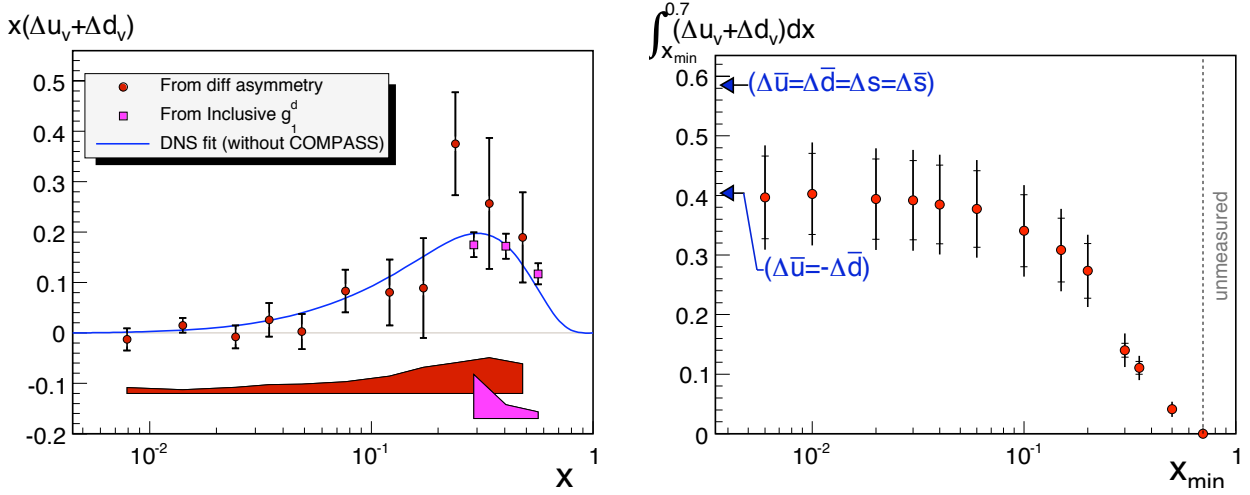 x(Δu_v+Δd_v)
0.5
0.4
0.3
0.2
0.1
0
-0.1
-0.2
From diff asymmetry
From Inclusive g_1^d
DNS fit (without COMPASS)
10^-2
10^-1
1
x
∫_{x_min}^{0.7}(Δu_v+Δd_v)dx
0.6
0.5
0.4
0.3
0.2
0.1
0
(Δū=Δd̄=Δs=Δs̄)
(Δū=-Δd̄)
unmeasured
10^-2
10^-1
1
x_min